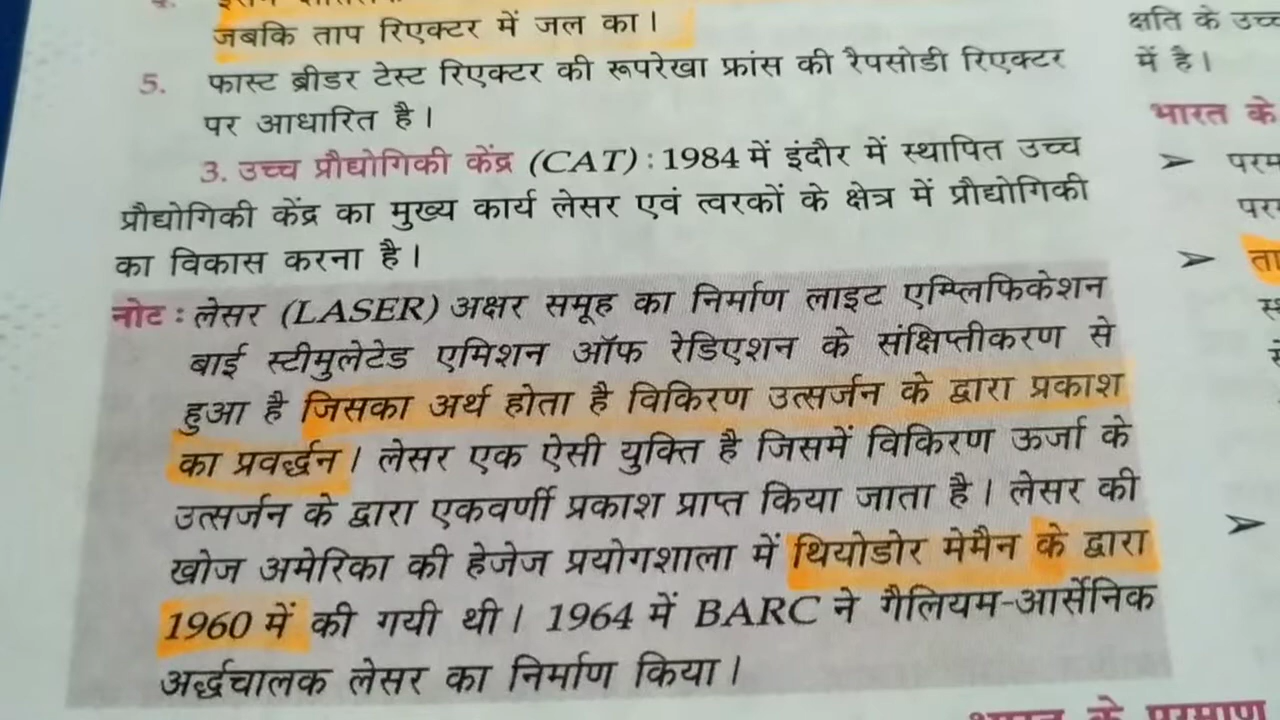 4.
जबकि ताप रिएक्टर में जल का।
5. फास्ट ब्रीडर टेस्ट रिएक्टर की रूपरेखा फ्रांस की रैपसोडी रिएक्टर
पर आधारित है।
3. उच्च प्रौद्योगिकी केंद्र (CAT) : 1984 में इंदौर में स्थापित उच्च
प्रौद्योगिकी केंद्र का मुख्य कार्य लेसर एवं त्वरकों के क्षेत्र में प्रौद्योगिकी
का विकास करना है।
नोट : लेसर (LASER) अक्षर समूह का निर्माण लाइट एम्प्लिफिकेशन
बाई स्टीमुलेटेड एमिशन ऑफ रेडिएशन के संक्षिप्तीकरण से
हुआ है जिसका अर्थ होता है विकिरण उत्सर्जन के द्वारा प्रकाश
का प्रवर्द्धन। लेसर एक ऐसी युक्ति है जिसमें विकिरण ऊर्जा के
उत्सर्जन के द्वारा एकवर्णी प्रकाश प्राप्त किया जाता है। लेसर की
खोज अमेरिका की हेजेज प्रयोगशाला में थियोडोर मेमैन के द्वारा
1960 में की गयी थी। 1964 में BARC ने गैलियम-आर्सेनिक
अर्द्धचालक लेसर का निर्माण किया।
क्षति के उच्च
में है।
भारत के
➤ परम
पर
➤ ता
➤
भारत के परमाणु